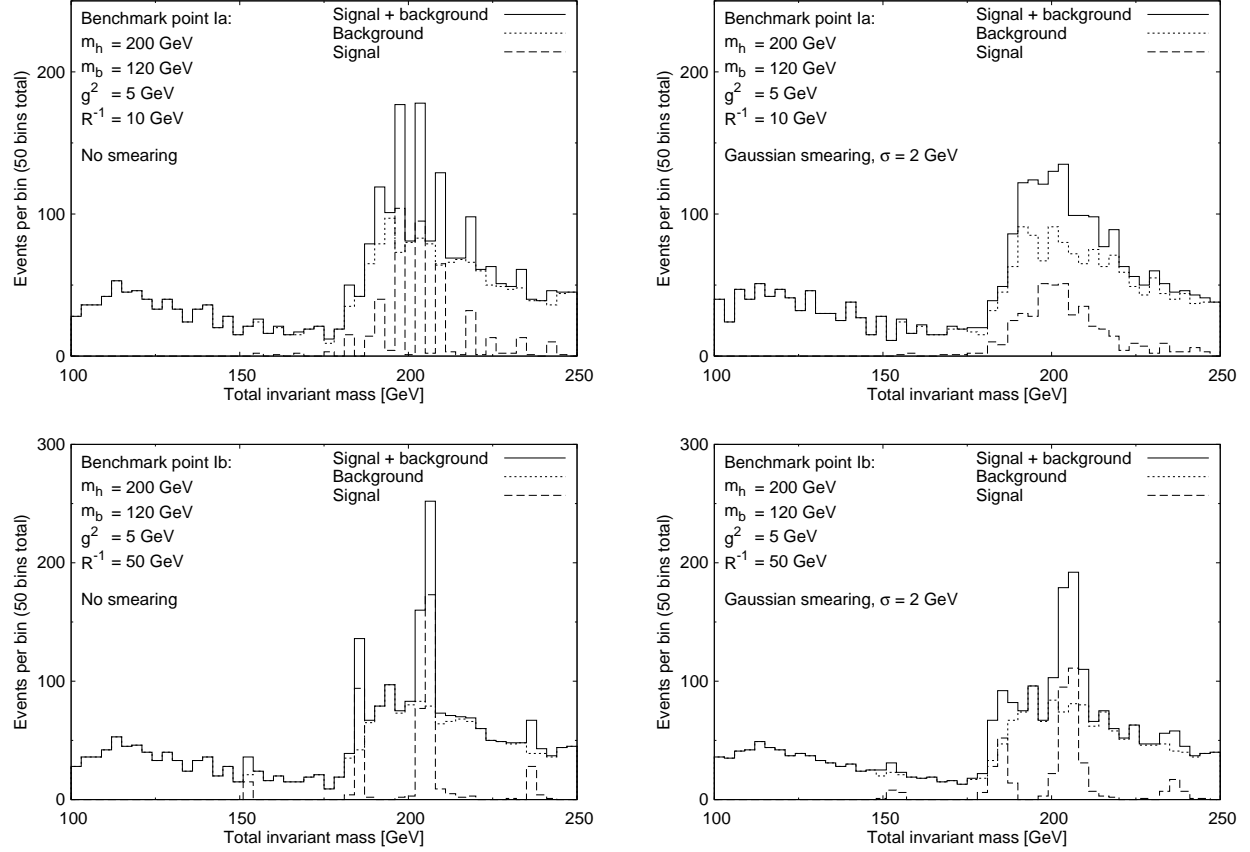 Benchmark point Ia:
m_h = 200 GeV
m_b = 120 GeV
g^2 = 5 GeV
R^-1 = 10 GeV
No smearing
Signal + background
Background
Signal
Events per bin (50 bins total)
0
100
200
100
150
200
250
Total invariant mass [GeV]
Benchmark point Ia:
m_h = 200 GeV
m_b = 120 GeV
g^2 = 5 GeV
R^-1 = 10 GeV
Gaussian smearing, σ = 2 GeV
Signal + background
Background
Signal
Events per bin (50 bins total)
0
100
200
100
150
200
250
Total invariant mass [GeV]
Benchmark point Ib:
m_h = 200 GeV
m_b = 120 GeV
g^2 = 5 GeV
R^-1 = 50 GeV
No smearing
Signal + background
Background
Signal
Events per bin (50 bins total)
0
100
200
300
100
150
200
250
Total invariant mass [GeV]
Benchmark point Ib:
m_h = 200 GeV
m_b = 120 GeV
g^2 = 5 GeV
R^-1 = 50 GeV
Gaussian smearing, σ = 2 GeV
Signal + background
Background
Signal
Events per bin (50 bins total)
0
100
200
300
100
150
200
250
Total invariant mass [GeV]